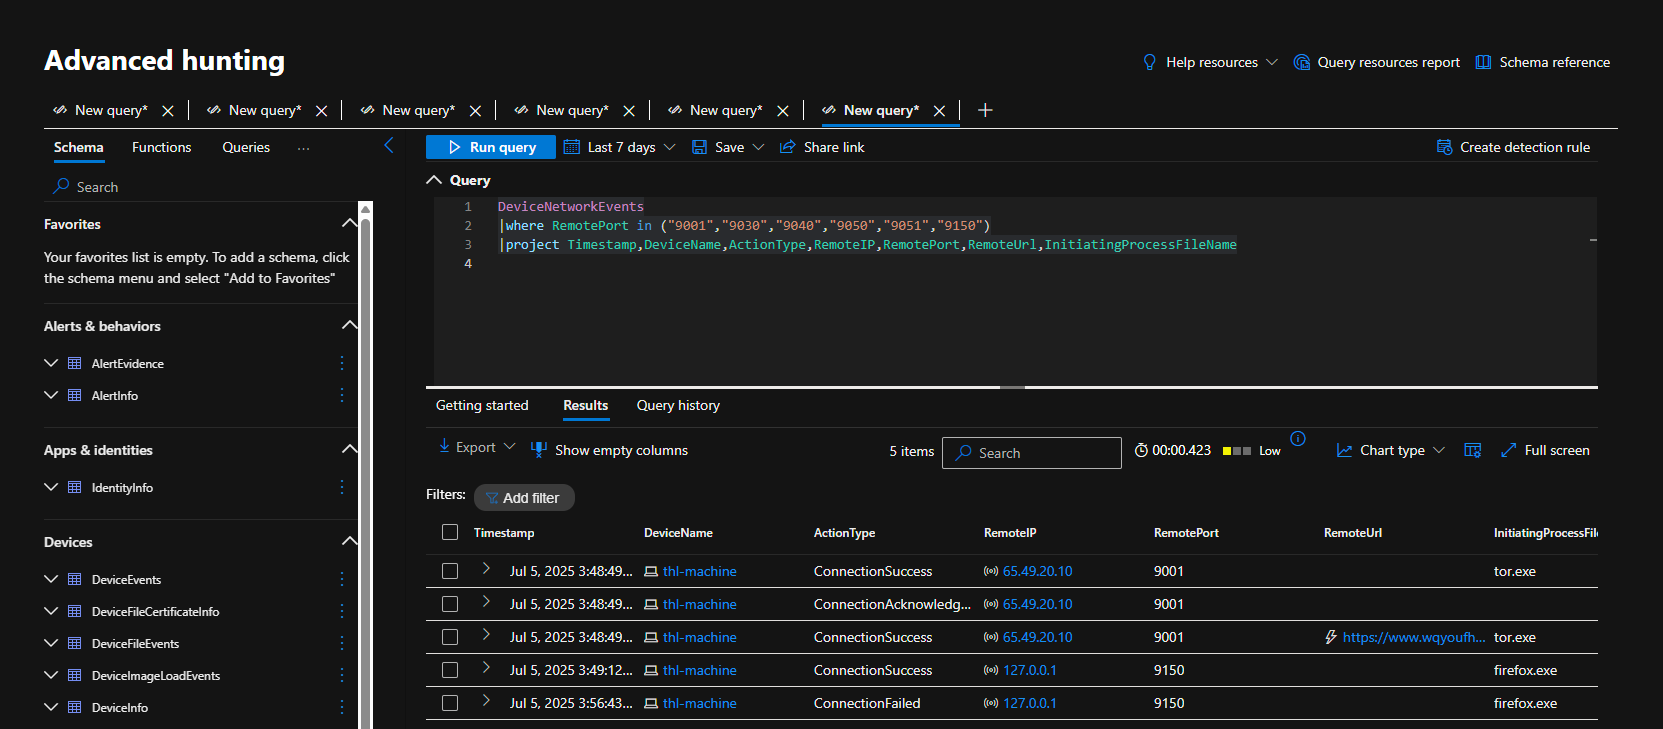 Advanced hunting
Help resources
Query resources report
Schema reference
New query*
New query*
New query*
New query*
New query*
New query*
Schema
Functions
Queries
...
Run query
Last 7 days
Save
Share link
Create detection rule
Search
Favorites
Your favorites list is empty. To add a schema, click
the schema menu and select "Add to Favorites"
Alerts & behaviors
AlertEvidence
AlertInfo
Apps & identities
IdentityInfo
Devices
DeviceEvents
DeviceFileCertificateInfo
DeviceFileEvents
DeviceImageLoadEvents
DeviceInfo
Query
1 DeviceNetworkEvents
2 |where RemotePort in ("9001","9030","9040","9050","9051","9150")
3 |project Timestamp,DeviceName,ActionType,RemoteIP,RemotePort,RemoteUrl,InitiatingProcessFileName
4
Getting started
Results
Query history
Export
Show empty columns
5 items
Search
00:00.423
Low
Chart type
Full screen
Filters:
Add filter
Timestamp DeviceName ActionType RemoteIP RemotePort RemoteUrl InitiatingProcessFil
Jul 5, 2025 3:48:49... thl-machine ConnectionSuccess 65.49.20.10 9001 tor.exe
Jul 5, 2025 3:48:49... thl-machine ConnectionAcknowledg... 65.49.20.10 9001
Jul 5, 2025 3:48:49... thl-machine ConnectionSuccess 65.49.20.10 9001 https://www.wqyoufh... tor.exe
Jul 5, 2025 3:49:12... thl-machine ConnectionSuccess 127.0.0.1 9150 firefox.exe
Jul 5, 2025 3:56:43... thl-machine ConnectionFailed 127.0.0.1 9150 firefox.exe